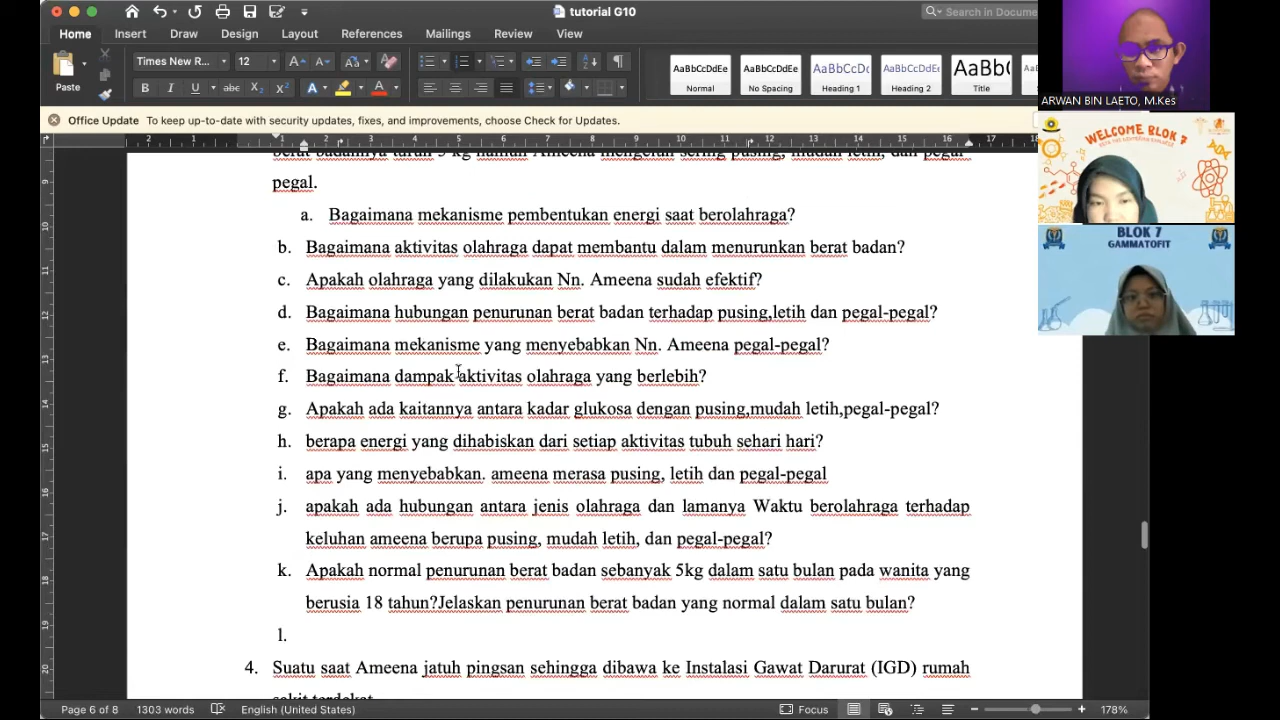 tutorial G10
Search in Docume
Home Insert Draw Design Layout References Mailings Review View
Paste
Times New R... 12
AaBbCcDdEe AaBbCcDdEe AaBbCcDc AaBbCcDdEe AaBbCcDdE
Normal No Spacing Heading 1 Heading 2 Title
Office Update To keep up-to-date with security updates, fixes, and improvements, choose Check for Updates.
pegal.
a. Bagaimana mekanisme pembentukan energi saat berolahraga?
b. Bagaimana aktivitas olahraga dapat membantu dalam menurunkan berat badan?
c. Apakah olahraga yang dilakukan Nn. Ameena sudah efektif?
d. Bagaimana hubungan penurunan berat badan terhadap pusing,letih dan pegal-pegal?
e. Bagaimana mekanisme yang menyebabkan Nn. Ameena pegal-pegal?
f. Bagaimana dampak aktivitas olahraga yang berlebih?
g. Apakah ada kaitannya antara kadar glukosa dengan pusing,mudah letih,pegal-pegal?
h. berapa energi yang dihabiskan dari setiap aktivitas tubuh sehari hari?
i. apa yang menyebabkan. ameena merasa pusing, letih dan pegal-pegal
j. apakah ada hubungan antara jenis olahraga dan lamanya Waktu berolahraga terhadap
keluhan ameena berupa pusing, mudah letih, dan pegal-pegal?
k. Apakah normal penurunan berat badan sebanyak 5kg dalam satu bulan pada wanita yang
berusia 18 tahun?Jelaskan penurunan berat badan yang normal dalam satu bulan?
l.
4. Suatu saat Ameena jatuh pingsan sehingga dibawa ke Instalasi Gawat Darurat (IGD) rumah
Page 6 of 8 1303 words English (United States) Focus 178%
ARWAN BIN LAETO, M.Kes
WELCOME BLOK 7
BLOK 7
GAMMATOFIT